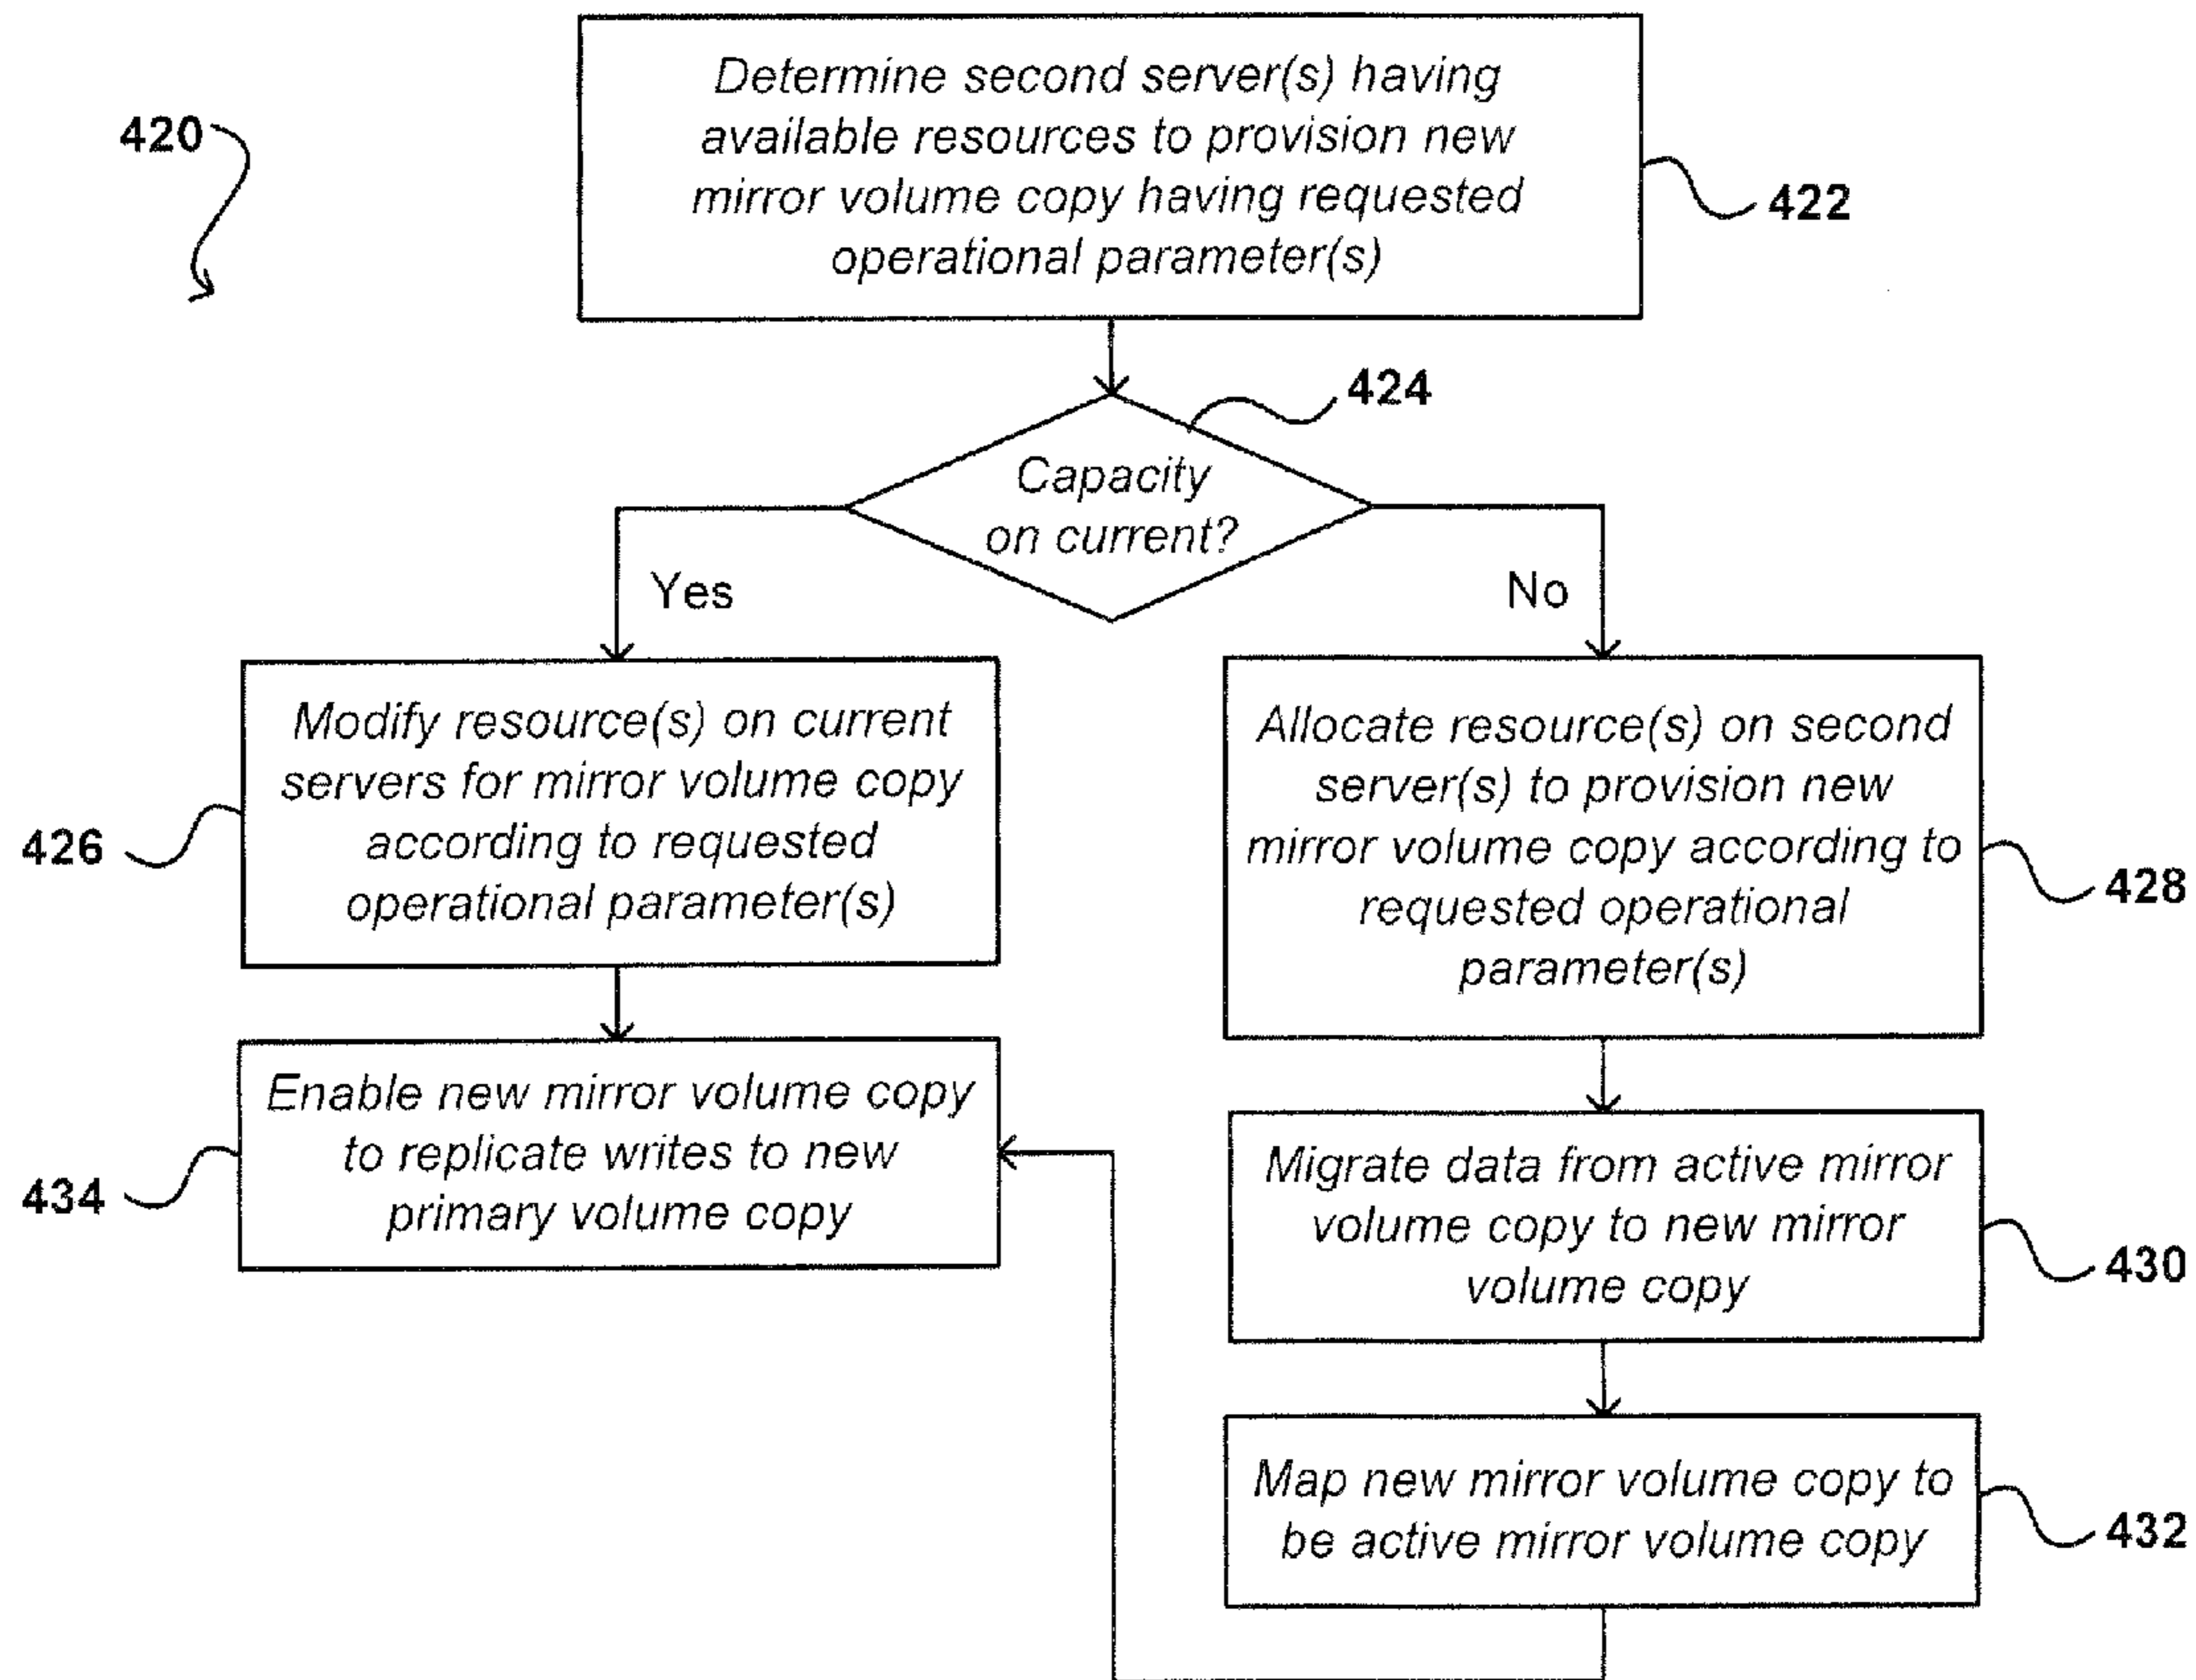 Determine second server(s) having
available resources to provision new
mirror volume copy having requested
operational parameter(s)
420
422
424
Capacity
on current?
Yes
No
Modify resource(s) on current
servers for mirror volume copy
according to requested
operational parameter(s)
426
Allocate resource(s) on second
server(s) to provision new
mirror volume copy according to
requested operational
parameter(s)
428
Enable new mirror volume copy
to replicate writes to new
primary volume copy
434
Migrate data from active mirror
volume copy to new mirror
volume copy
430
Map new mirror volume copy to
be active mirror volume copy
432